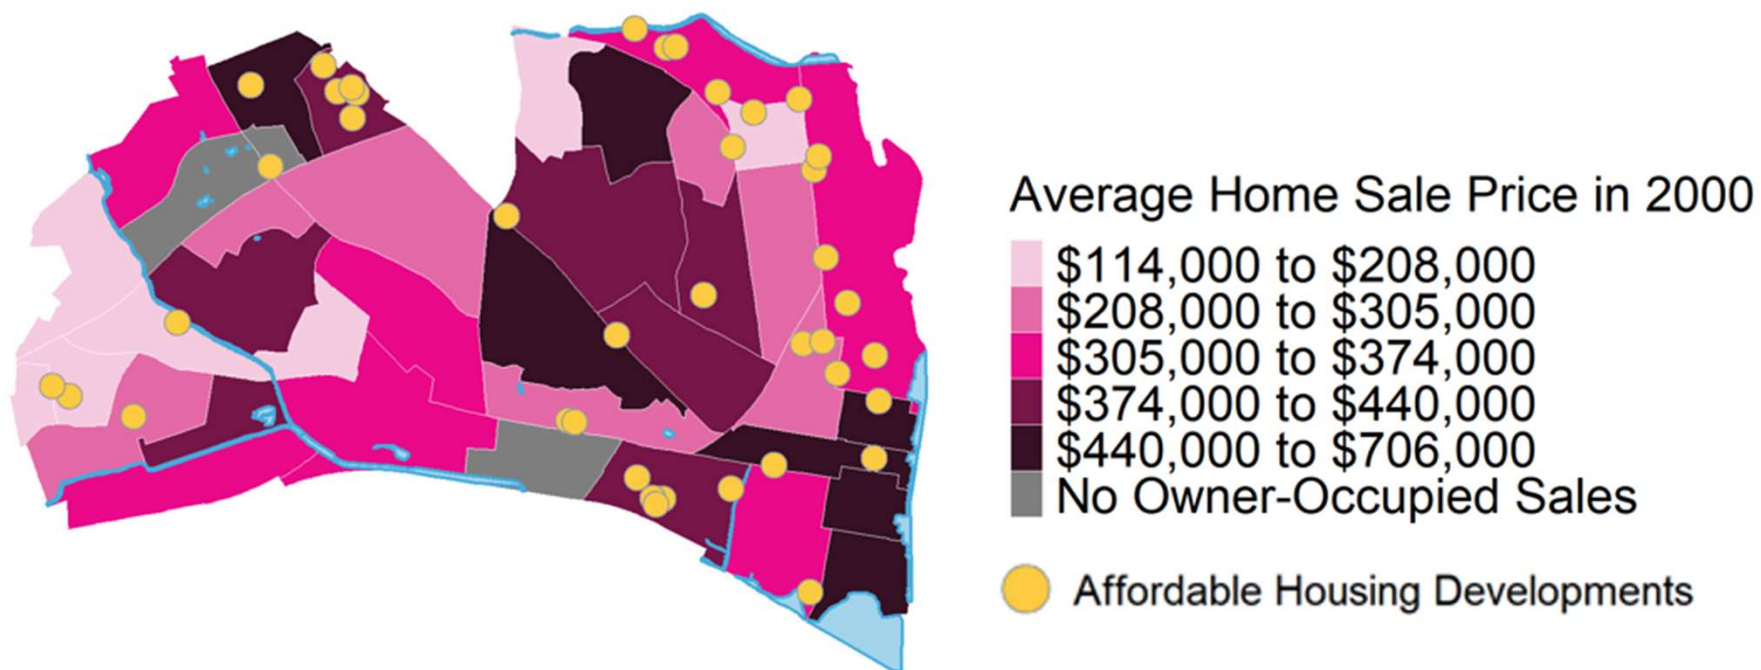 Average Home Sale Price in 2000
$114,000 to $208,000
$208,000 to $305,000
$305,000 to $374,000
$374,000 to $440,000
$440,000 to $706,000
No Owner-Occupied Sales
Affordable Housing Developments